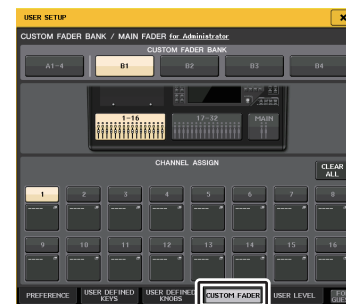 USER SETUP
CUSTOM FADER BANK / MAIN FADER for Administrator
CUSTOM FADER BANK
A1-4 B1 B2 B3 B4
1-16 17-32 MAIN
CHANNEL ASSIGN
CLEAR
ALL
1 2 3 4 5 6 7 8
---- ---- ---- ---- ---- ---- ---- ----
9 10 11 12 13 14 15 16
---- ---- ---- ---- ---- ---- ---- ----
PREFERENCE USER DEFINED KEYS USER DEFINED KNOBS CUSTOM FADER USER LEVEL